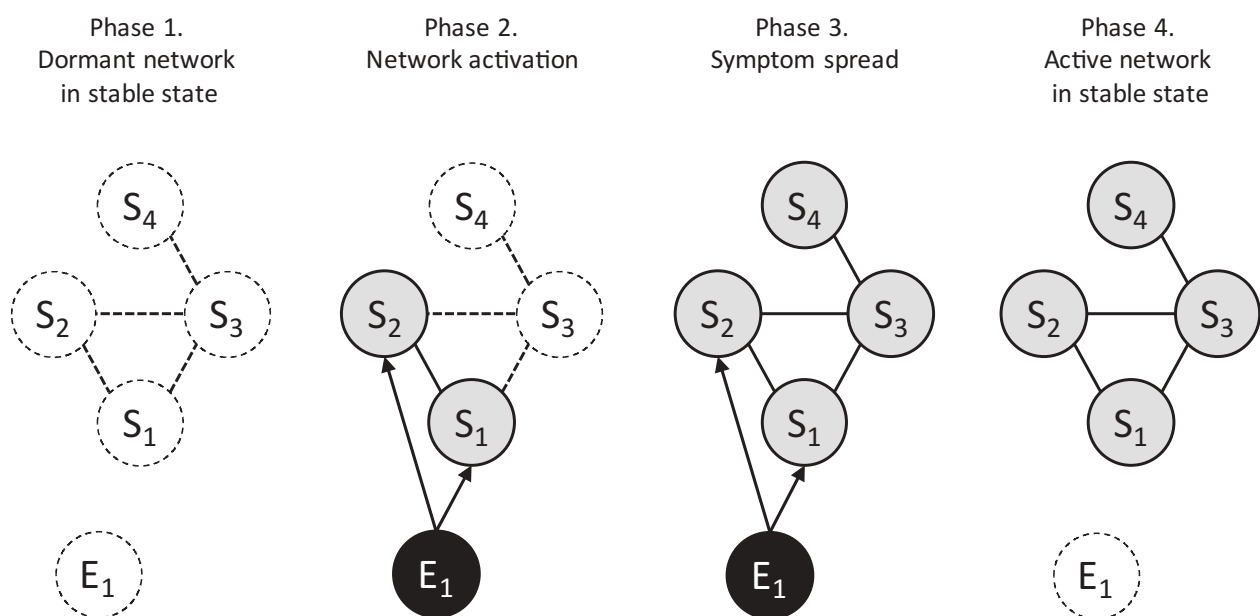 Phase 1.
Dormant network
in stable state
Phase 2.
Network activation
Phase 3.
Symptom spread
Phase 4.
Active network
in stable state
S₄
S₂
S₃
S₁
E₁
S₄
S₂
S₃
S₁
E₁
S₄
S₂
S₃
S₁
E₁
S₄
S₂
S₃
S₁
E₁